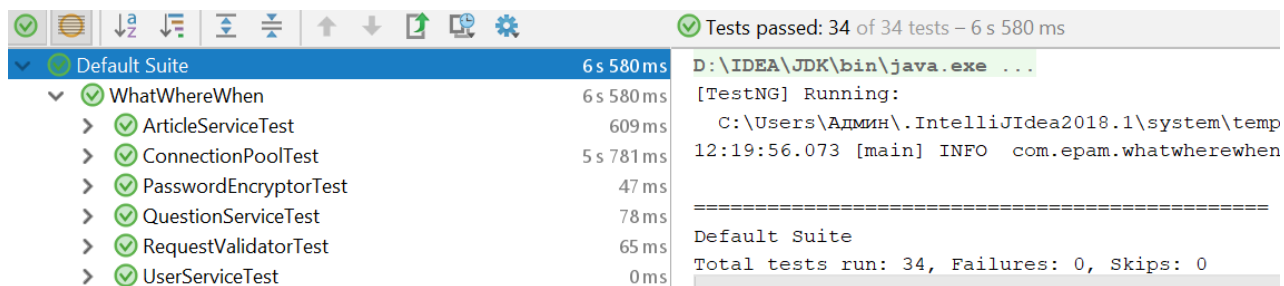 Tests passed: 34 of 34 tests – 6 s 580 ms
Default Suite 6 s 580 ms
WhatWhereWhen 6 s 580 ms
ArticleServiceTest 609 ms
ConnectionPoolTest 5 s 781 ms
PasswordEncryptorTest 47 ms
QuestionServiceTest 78 ms
RequestValidatorTest 65 ms
UserServiceTest 0 ms
D:\IDEA\JDK\bin\java.exe ...
[TestNG] Running:
C:\Users\Админ\.IntelliJIdea2018.1\system\temp
12:19:56.073 [main] INFO com.epam.whatwherewhen
===============================================
Default Suite
Total tests run: 34, Failures: 0, Skips: 0